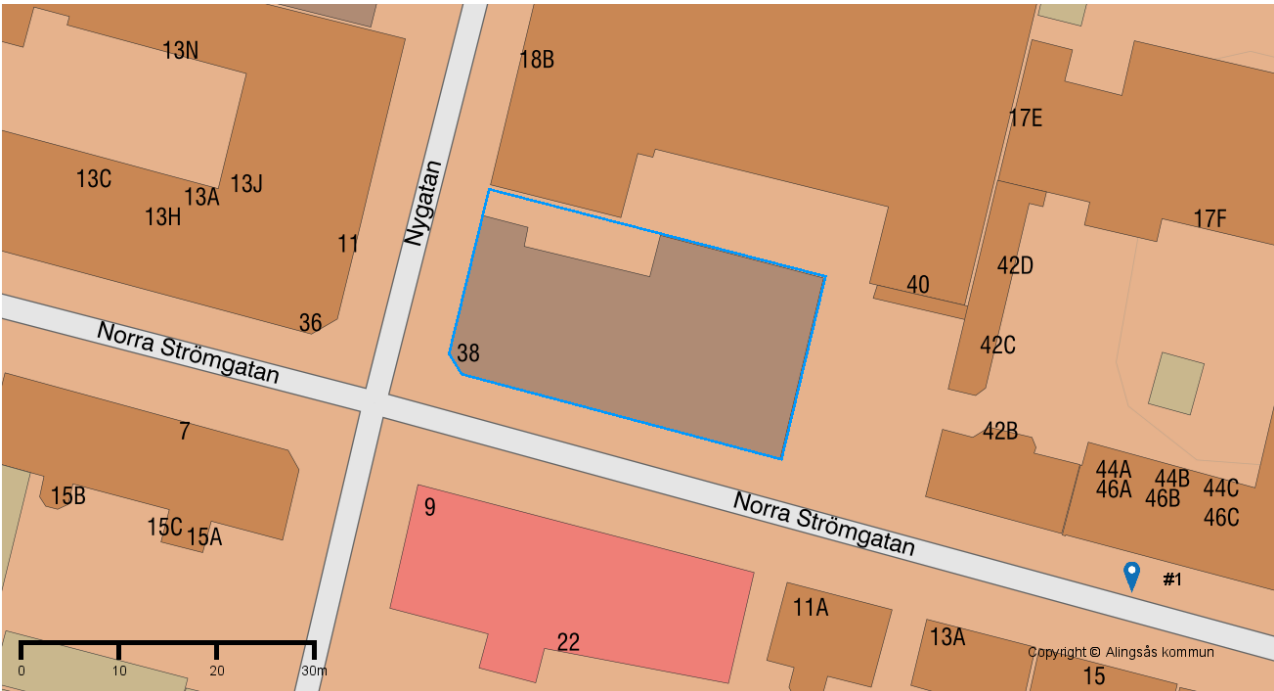 13N
18B
17E
13C
13A
13J
13H
Nygatan
17F
11
42D
40
36
Norra Strömgatan
38
42C
7
42B
44A
44B
44C
46A
46B
46C
15B
9
15C
15A
Norra Strömgatan
#1
11A
13A
22
Copyright © Alingsås kommun
15
0 10 20 30m